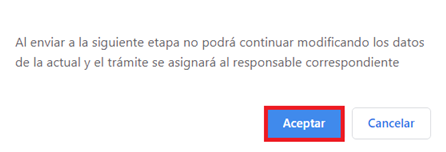 Al enviar a la siguiente etapa no podrá continuar modificando los datos
de la actual y el trámite se asignará al responsable correspondiente
Aceptar Cancelar